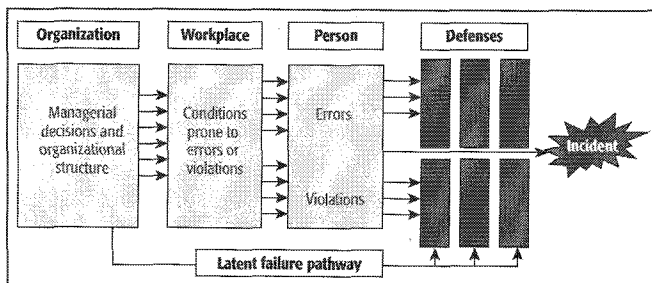 Organization
Workplace
Person
Defenses
Managerial
decisions and
organizational
structure
Conditions
prone to
errors or
violations
Errors
Violations
Incident
Latent failure pathway